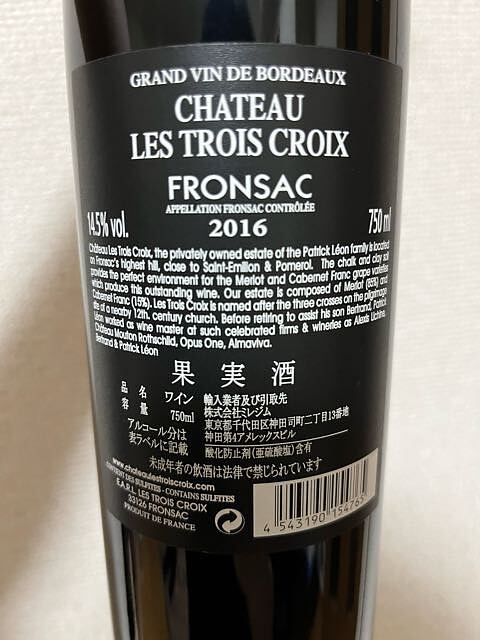 GRAND VIN DE BORDEAUX
CHATEAU
LES TROIS CROIX
FRONSAC
APPELLATION FRONSAC CONTRÔLÉE
14.5% vol.
2016
750 ml
Château Les Trois Croix, the privately owned estate of the Patrick Léon family is located
on Fronsac's highest hill, close to Saint-Emilion & Pomerol. The chalk and clay soil
provides the perfect environment for the Merlot and Cabernet Franc grape varieties
which produce this outstanding wine. Our estate is composed of Merlot (85%) and
Cabernet Franc (15%). Les Trois Croix is named after the three crosses on the pilgrimage
site of a nearby 12th. century church. Before retiring to assist his son Bertrand, Patrick
Léon worked as wine master at such celebrated firms & wineries as Alexis Lichine,
Château Mouton Rothschild, Opus One, Almaviva.
Bertrand & Patrick Léon
果実酒
品名 ワイン 輸入業者及び引取先
容量 750ml 株式会社ミレジム
東京都千代田区神田司町二丁目13番地
アルコール分は 神田第4アメレックスビル
裏ラベルに記載 酸化防止剤(亜硫酸塩)含有
未成年者の飲酒は法律で禁じられています
www.chateaulestroiscroix.com
CONTIENT DES SULFITES - CONTAINS SULFITES
E.A.R.L. LES TROIS CROIX
33126 FRONSAC
PRODUIT DE FRANCE
4 543190 154763